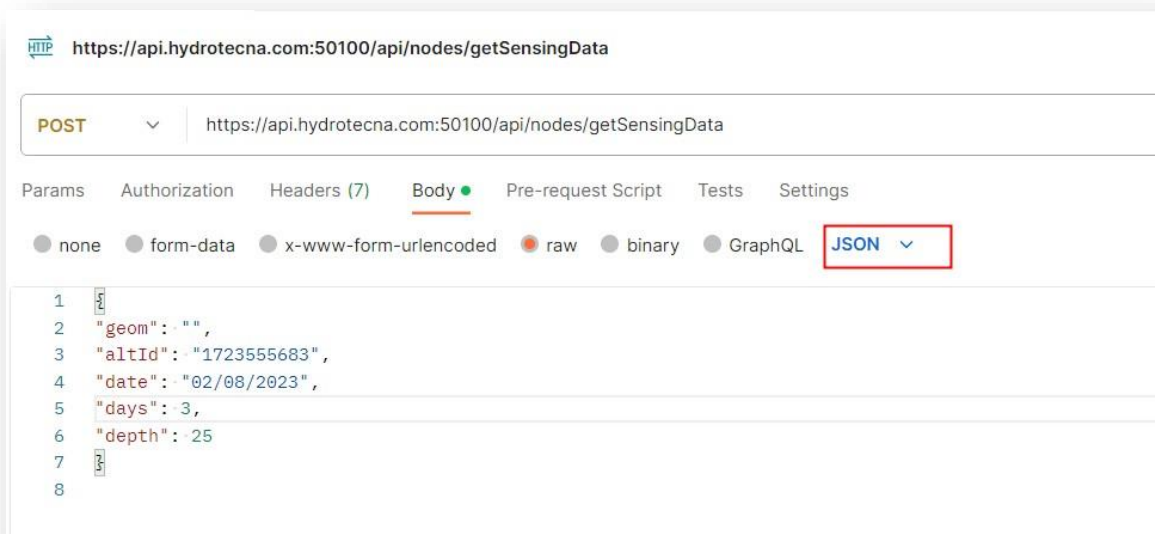 HTTP https://api.hydrotecna.com:50100/api/nodes/getSensingData
POST https://api.hydrotecna.com:50100/api/nodes/getSensingData
Params Authorization Headers (7) Body Pre-request Script Tests Settings
none form-data x-www-form-urlencoded raw binary GraphQL JSON
1 {
2 "geom": "",
3 "altId": "1723555683",
4 "date": "02/08/2023",
5 "days": 3,
6 "depth": 25
7 }
8